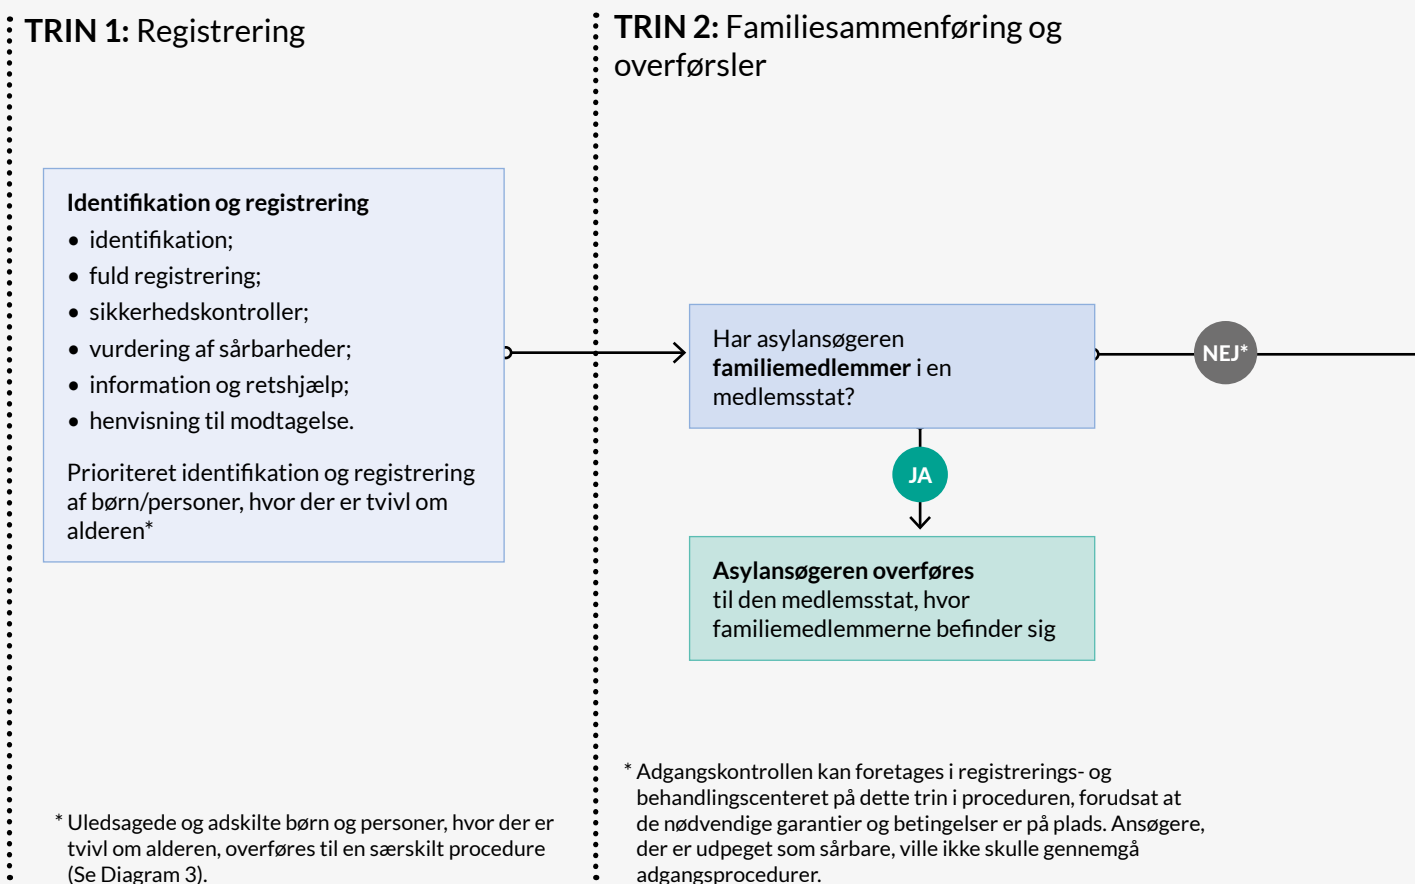 TRIN 1: Registrering
Identifikation og registrering
• identifikation;
• fuld registrering;
• sikkerhedskontroller;
• vurdering af sårbarheder;
• information og retshjælp;
• henvisning til modtagelse.
Prioriteret identifikation og registrering
af børn/personer, hvor der er tvivl om
alderen*
* Uledsagede og adskilte børn og personer, hvor der er
tvivl om alderen, overføres til en særskilt procedure
(Se Diagram 3).
TRIN 2: Familiesammenføring og
overførsler
Har asylansøgeren
familiemedlemmer i en
medlemsstat?
NEJ*
JA
Asylansøgeren overføres
til den medlemsstat, hvor
familiemedlemmerne befinder sig
* Adgangskontrollen kan foretages i registrerings- og
behandlingscenteret på dette trin i proceduren, forudsat at
de nødvendige garantier og betingelser er på plads. Ansøgere,
der er udpeget som sårbare, ville ikke skulle gennemgå
adgangsprocedurer.